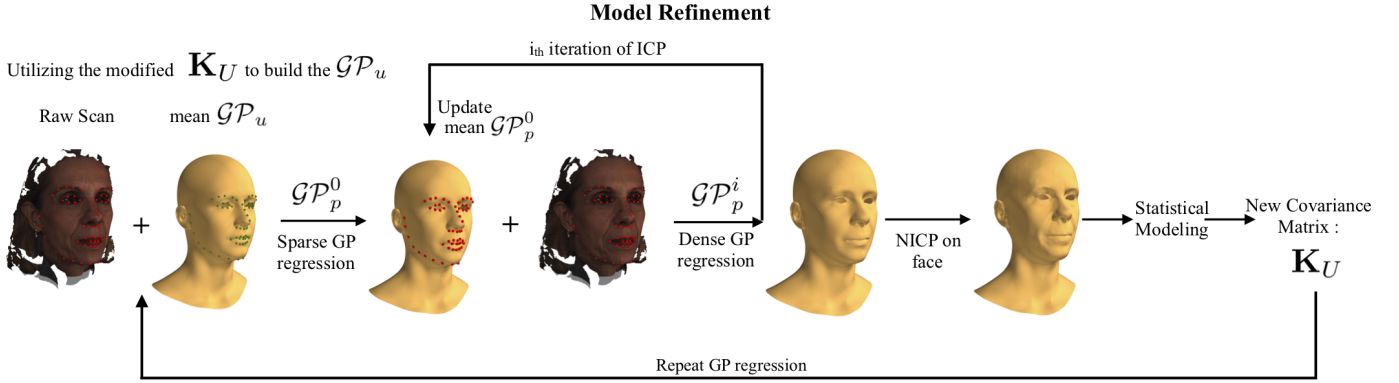 Model Refinement
i_th iteration of ICP
Utilizing the modified K_U to build the GP_u
Raw Scan
mean GP_u
Update
mean GP_p^0
GP_p^0
Sparse GP
regression
GP_p^i
Dense GP
regression
NICP on
face
Statistical
Modeling
New Covariance
Matrix :
K_U
Repeat GP regression